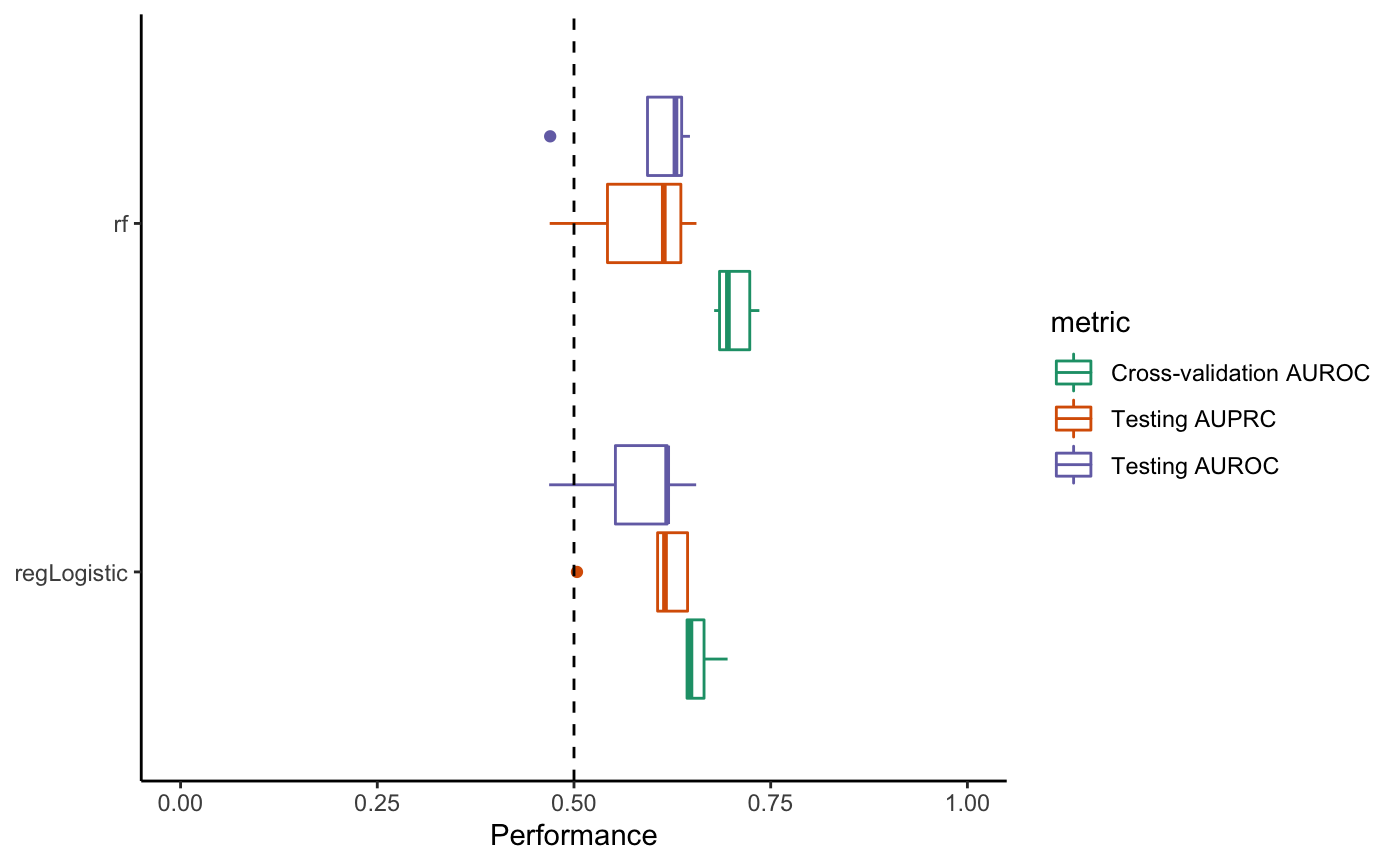 rf
regLogistic
0.00
0.25
0.50
0.75
1.00
Performance
metric
Cross-validation AUROC
Testing AUPRC
Testing AUROC